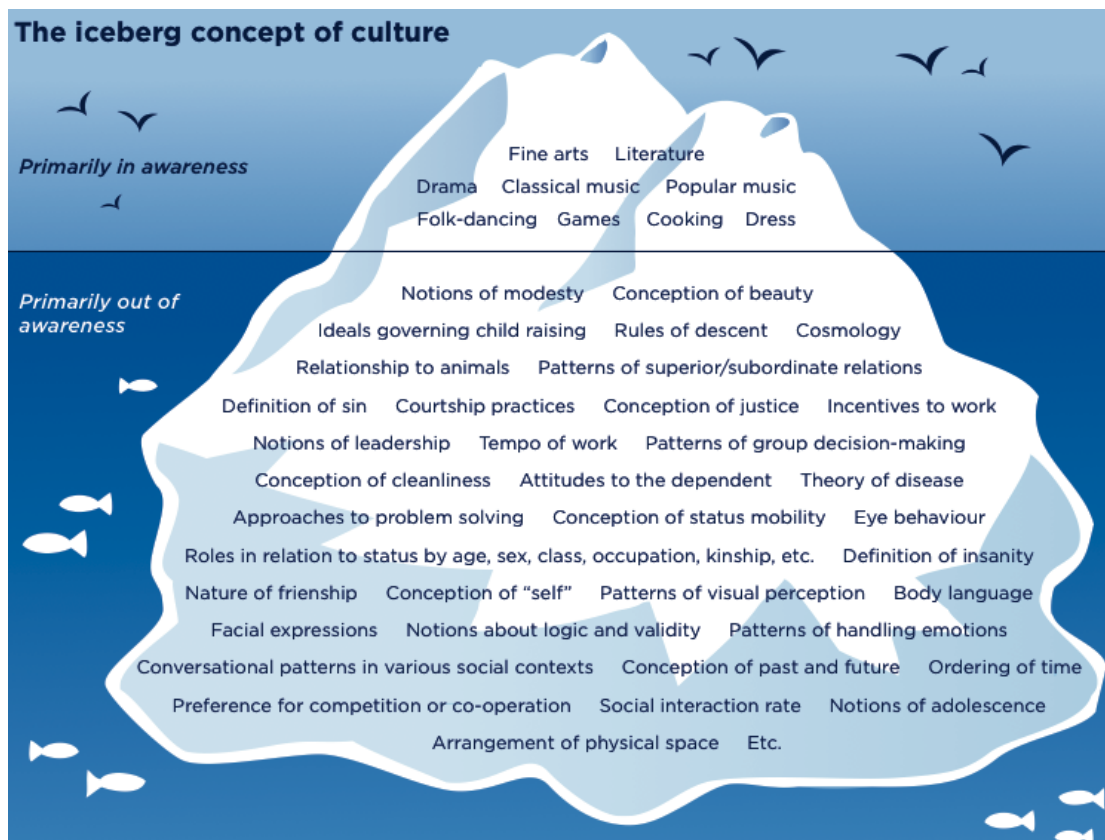 The iceberg concept of culture
Primarily in awareness
Fine arts Literature
Drama Classical music Popular music
Folk-dancing Games Cooking Dress
Primarily out of
awareness
Notions of modesty Conception of beauty
Ideals governing child raising Rules of descent Cosmology
Relationship to animals Patterns of superior/subordinate relations
Definition of sin Courtship practices Conception of justice Incentives to work
Notions of leadership Tempo of work Patterns of group decision-making
Conception of cleanliness Attitudes to the dependent Theory of disease
Approaches to problem solving Conception of status mobility Eye behaviour
Roles in relation to status by age, sex, class, occupation, kinship, etc. Definition of insanity
Nature of frienship Conception of “self” Patterns of visual perception Body language
Facial expressions Notions about logic and validity Patterns of handling emotions
Conversational patterns in various social contexts Conception of past and future Ordering of time
Preference for competition or co-operation Social interaction rate Notions of adolescence
Arrangement of physical space Etc.